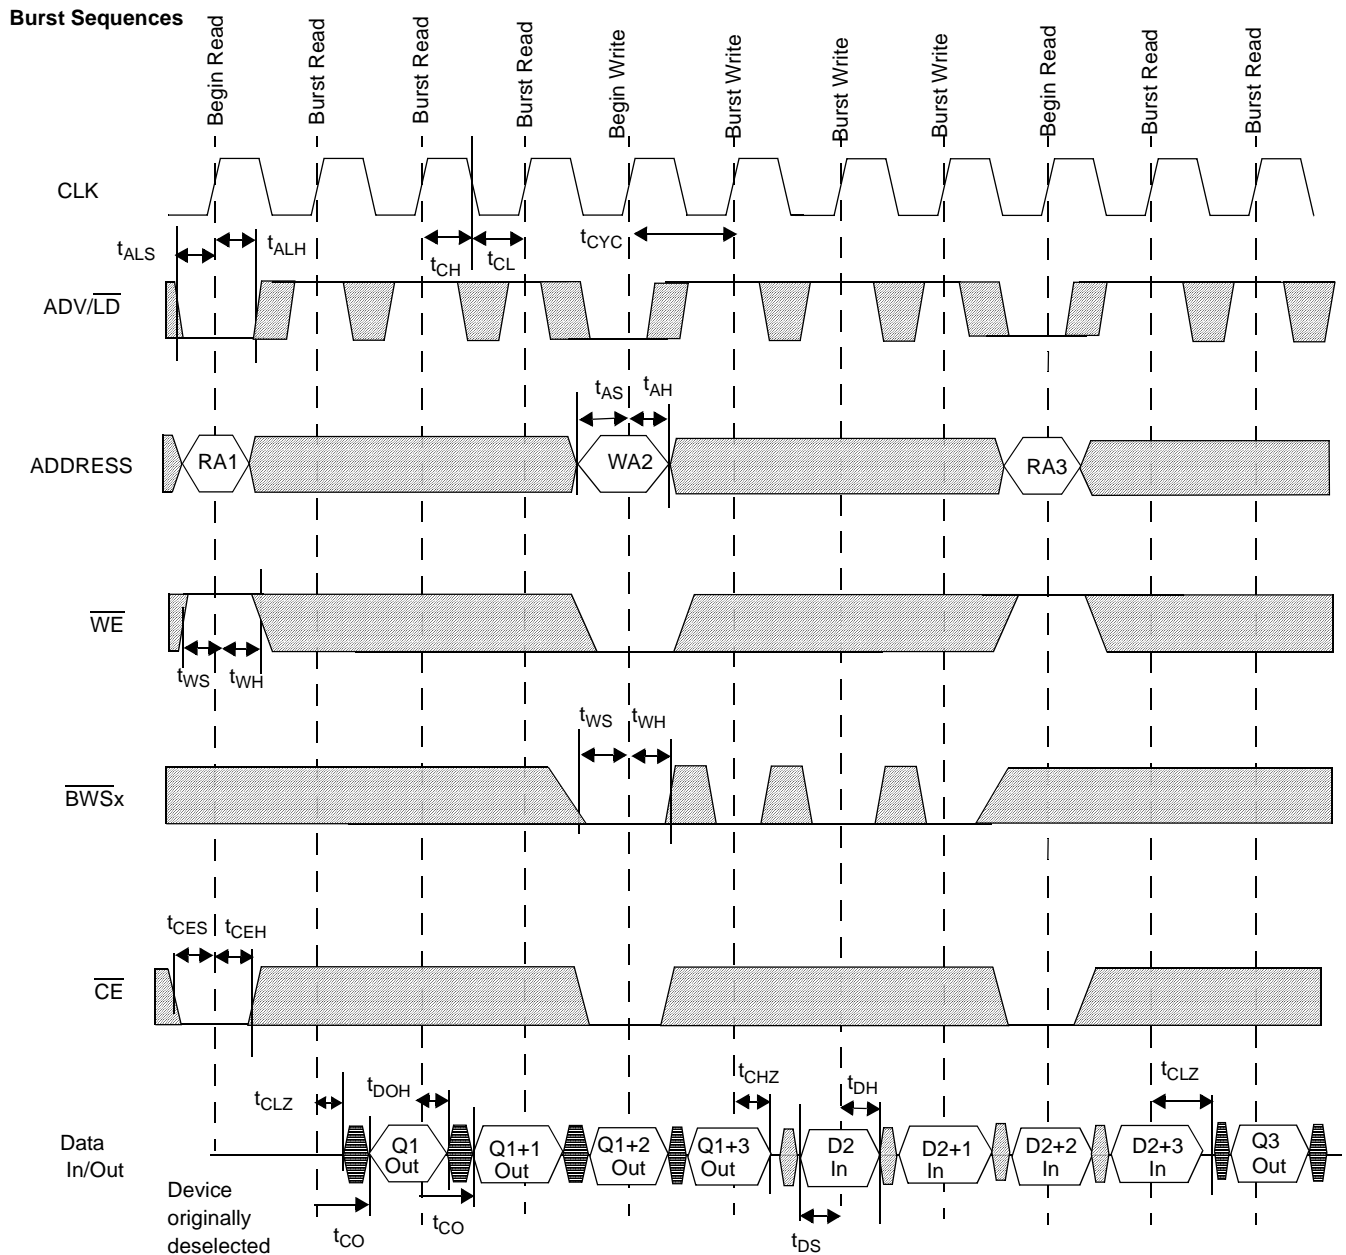 Burst Sequences
Begin Read
Burst Read
Burst Read
Burst Read
Begin Write
Burst Write
Burst Write
Burst Write
Begin Read
Burst Read
Burst Read
CLK
tALS
tALH
tCH
tCL
tCYC
ADV/LD
tAS
tAH
ADDRESS
RA1
WA2
RA3
WE
tWS
tWH
tWS
tWH
BWSx
tCES
tCEH
CE
tCLZ
tDOH
tCHZ
tDH
tCLZ
Data
In/Out
Q1
Out
Q1+1
Out
Q1+2
Out
Q1+3
Out
D2
In
D2+1
In
D2+2
In
D2+3
In
Q3
Out
Device
originally
deselected
tCO
tCO
tDS